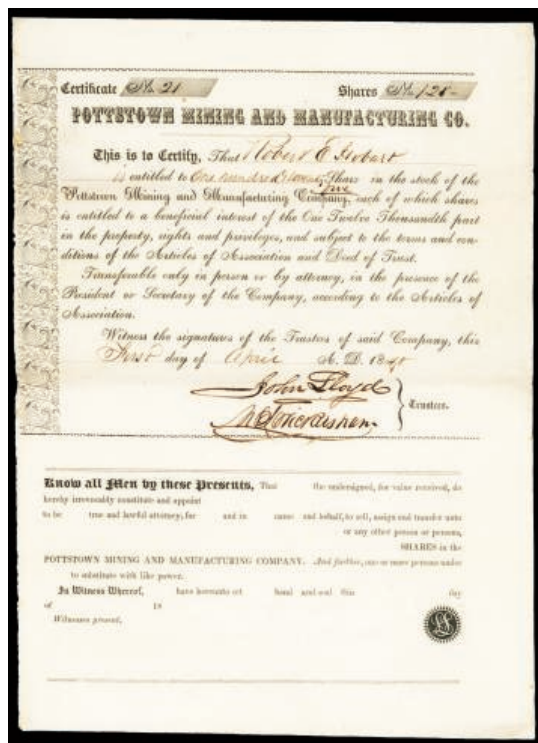 Certificate No. 21 Shares No. 125-
POTTSTOWN MINING AND MANUFACTURING CO.
This is to Certify, That Robert E Hobart
is entitled to One hundred & twenty Share in the stock of the
five
Pottstown Mining and Manufacturing Company, each of which shares
is entitled to a beneficial interest of the One Twelve Thousandth part
in the property, rights and privileges, and subject to the terms and con-
ditions of the Articles of Association and Deed of Trust.
Transferable only in person or by attorney, in the presence of the
President or Secretary of the Company, according to the Articles of
Association.
Witness the signatures of the Trustees of said Company, this
First day of April A. D. 18
John Lloyd
Trustees.
Know all Men by these Presents, That the undersigned, for value received, do
hereby irrevocably constitute and appoint
to be true and lawful attorney, for and in name and behalf, to sell, assign and transfer unto
or any other person or persons,
SHARES in the
POTTSTOWN MINING AND MANUFACTURING COMPANY. And further, one or more persons under
to substitute with like power.
In Witness Whereof, have hereunto set hand and seal this day
of 18
Witnesses present,
LS